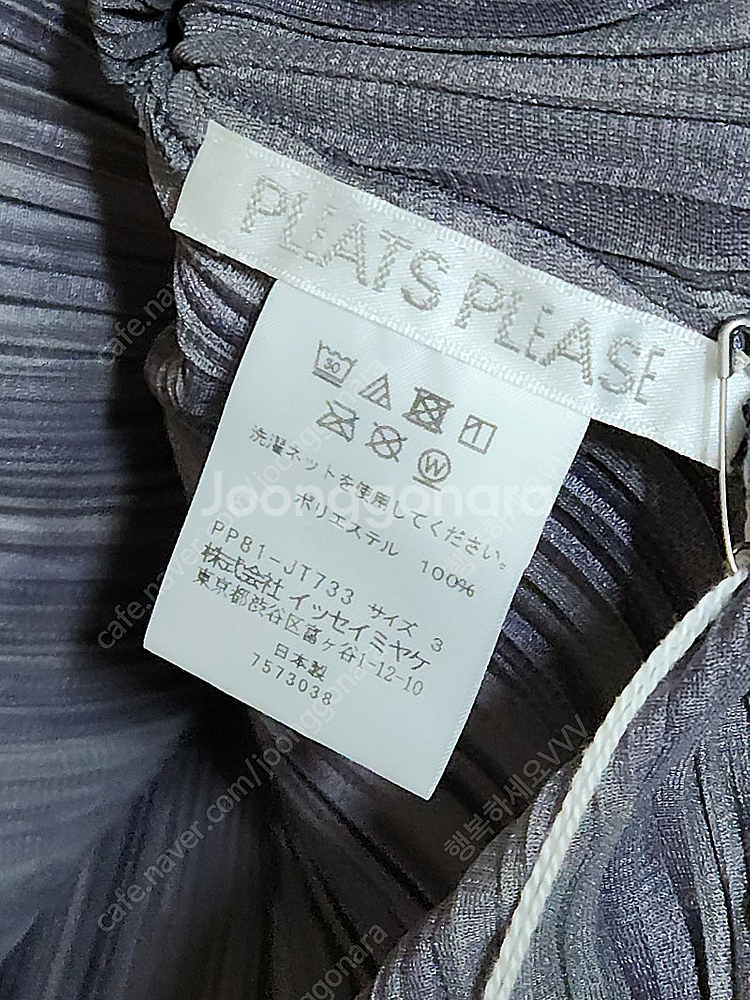 PLEATS PLEASE
30
W
洗濯ネットを使用してください。
Joonggonara
ポリエステル 100%
PP81-JT733 サイズ 3
株式会社 イッセイミヤケ
東京都渋谷区富ヶ谷1-12-10
日本製
7573038
행복하세요VVV
cafe.naver.com/joonggonara